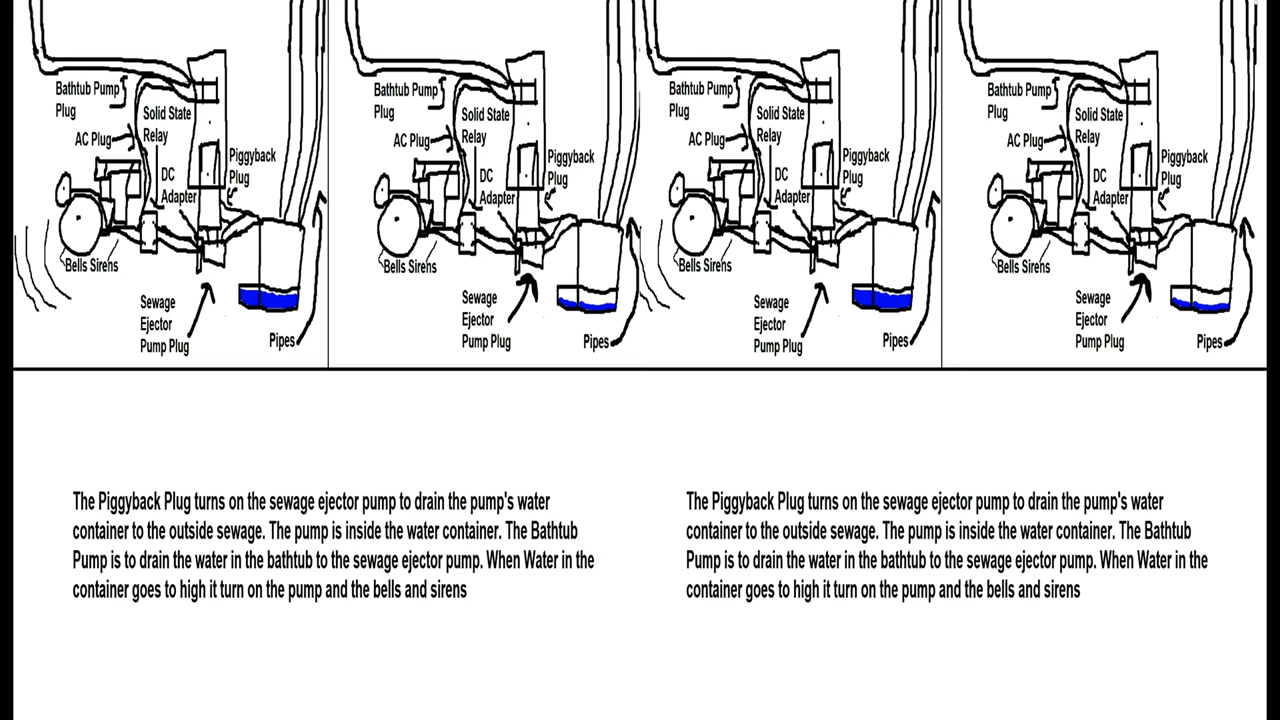 Bathtub Pump
Plug
Solid State
Relay
AC Plug
Piggyback
Plug
DC
Adapter
Bells Sirens
Sewage
Ejector
Pump Plug
Pipes
Bathtub Pump
Plug
Solid State
Relay
AC Plug
Piggyback
Plug
DC
Adapter
Bells Sirens
Sewage
Ejector
Pump Plug
Pipes
Bathtub Pump
Plug
Solid State
Relay
AC Plug
Piggyback
Plug
DC
Adapter
Bells Sirens
Sewage
Ejector
Pump Plug
Pipes
Bathtub Pump
Plug
Solid State
Relay
AC Plug
Piggyback
Plug
DC
Adapter
Bells Sirens
Sewage
Ejector
Pump Plug
Pipes
The Piggyback Plug turns on the sewage ejector pump to drain the pump's water
container to the outside sewage. The pump is inside the water container. The Bathtub
Pump is to drain the water in the bathtub to the sewage ejector pump. When Water in the
container goes to high it turn on the pump and the bells and sirens
The Piggyback Plug turns on the sewage ejector pump to drain the pump's water
container to the outside sewage. The pump is inside the water container. The Bathtub
Pump is to drain the water in the bathtub to the sewage ejector pump. When Water in the
container goes to high it turn on the pump and the bells and sirens